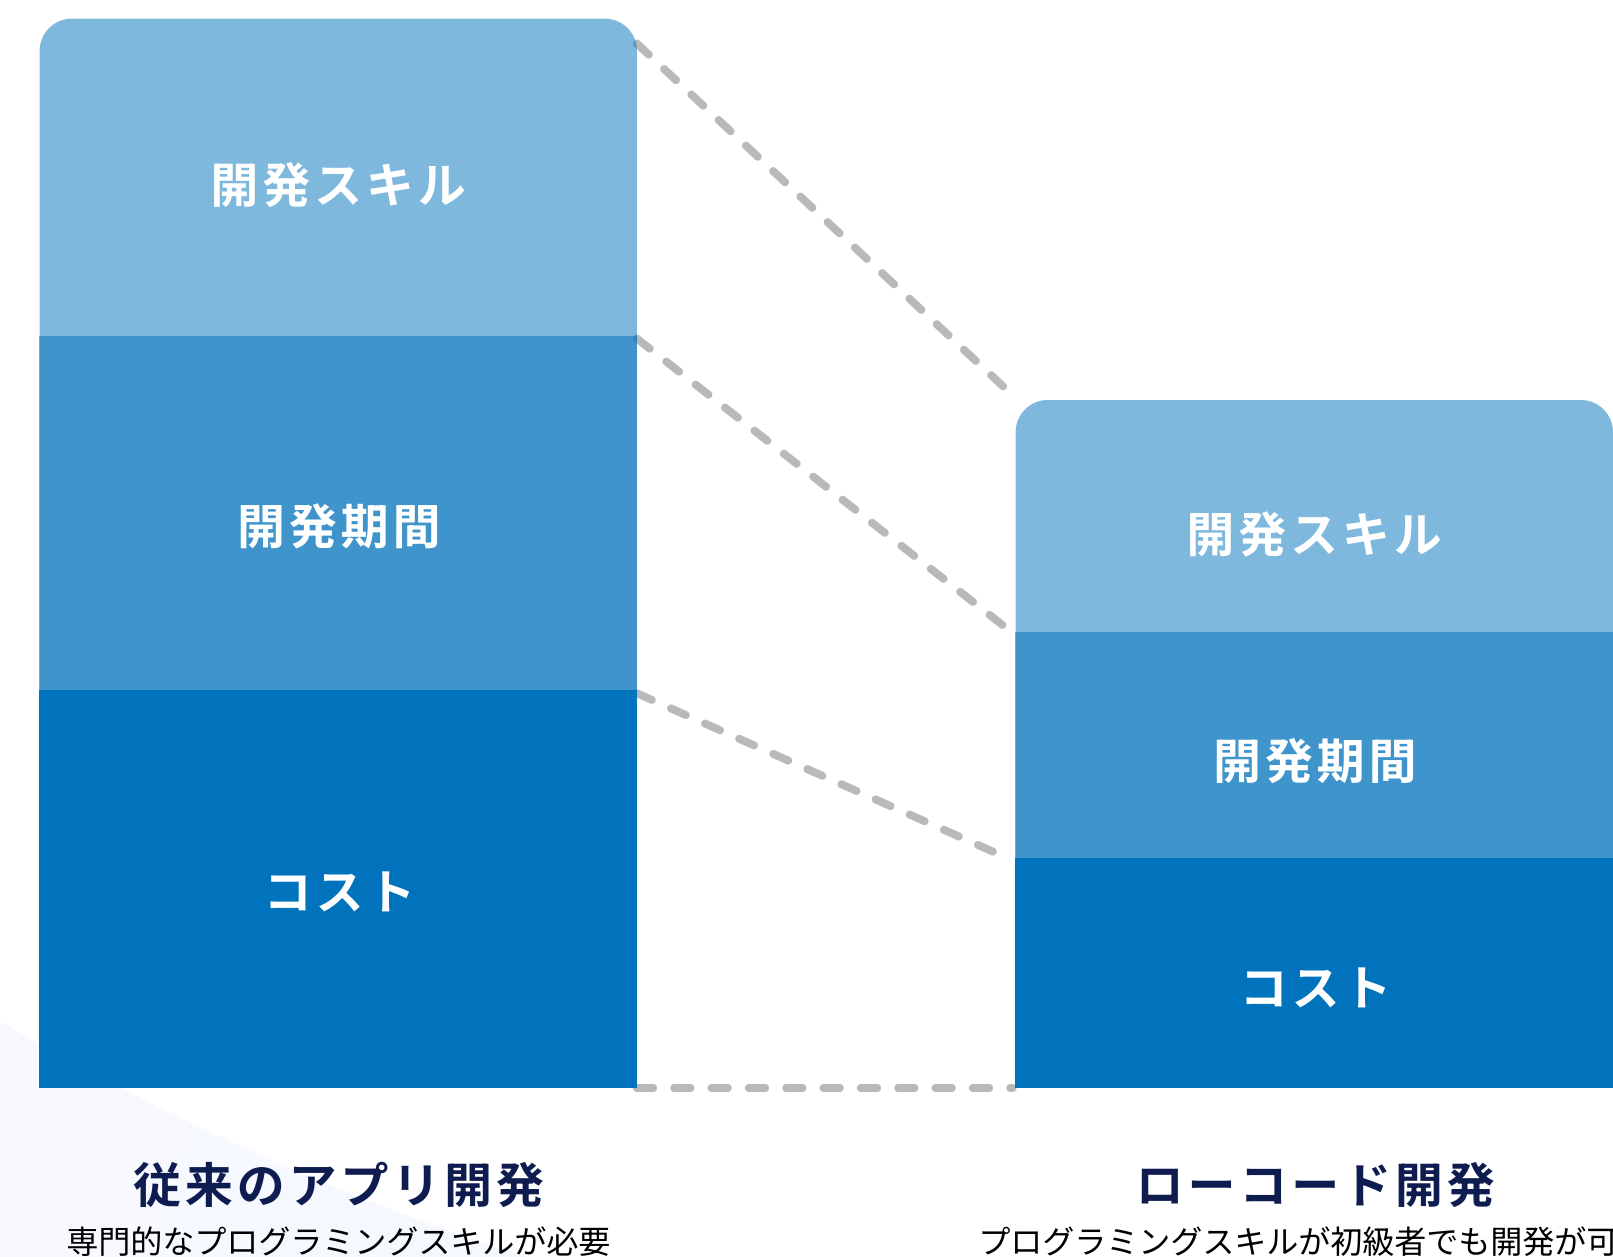 開発スキル
開発期間
コスト
開発スキル
開発期間
コスト
従来のアプリ開発
専門的なプログラミングスキルが必要
ローコード開発
プログラミングスキルが初級者でも開発が可